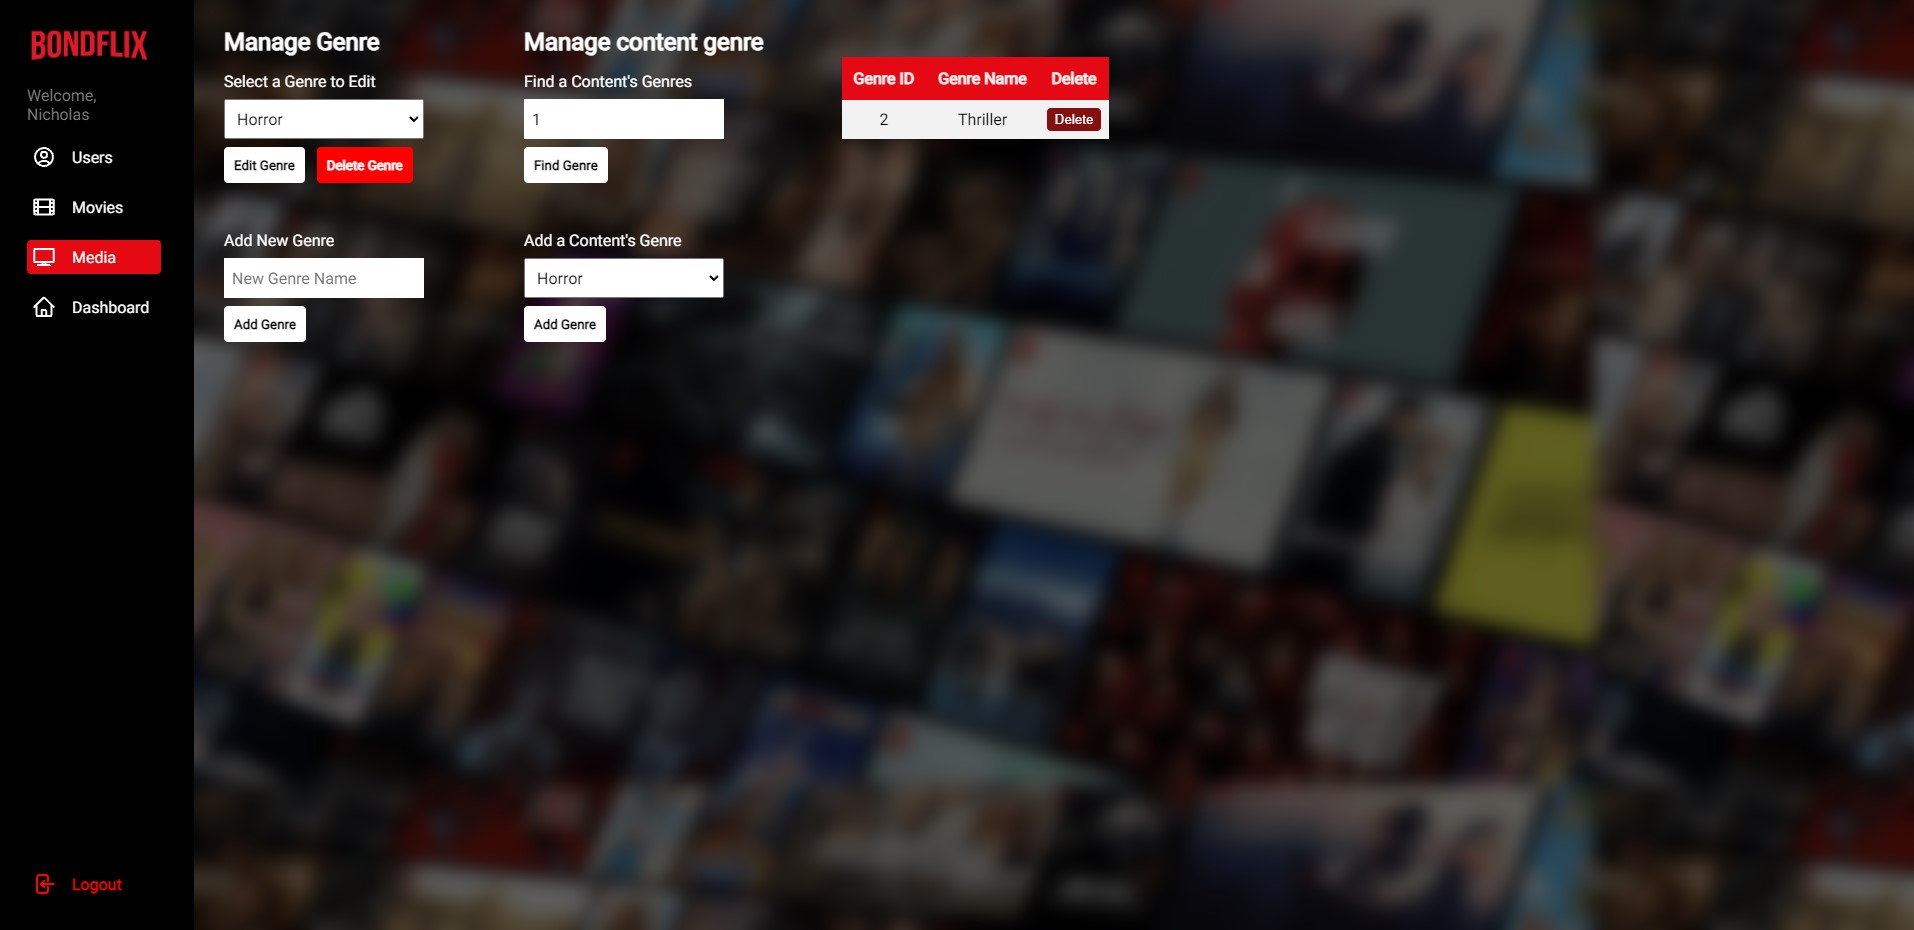 BONDFLIX
Welcome,
Nicholas
Users
Movies
Media
Dashboard
Logout
Manage Genre
Select a Genre to Edit
Horror
Edit Genre
Delete Genre
Add New Genre
New Genre Name
Add Genre
Manage content genre
Find a Content's Genres
1
Find Genre
Add a Content's Genre
Horror
Add Genre
Genre ID Genre Name Delete
2 Thriller Delete